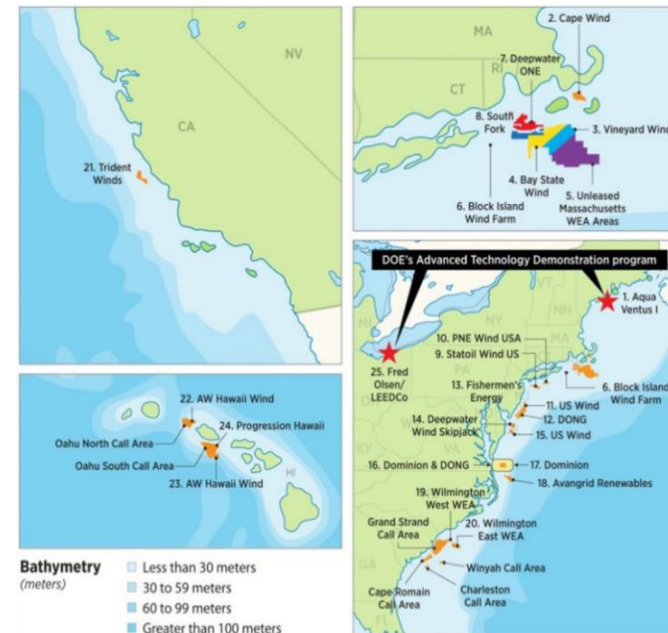 NV
CA
21. Trident
Winds
2. Cape Wind
MA
7. Deepwater
ONE
RI
CT
8. South
Fork
3. Vineyard Wind
4. Bay State
Wind
5. Unleased
Massachusetts
WEA Areas
6. Block Island
Wind Farm
DOE's Advanced Technology Demonstration program
VT
NH
NY
MA
MI
PA
1. Aqua
Ventus I
25. Fred
Olsen/
LEEDCo
10. PNE Wind USA
9. Statoil Wind US
13. Fishermen's
Energy
6. Block Island
Wind Farm
11. US Wind
12. DONG
14. Deepwater
Wind Skipjack
15. US Wind
KY
VA
16. Dominion & DONG
17. Dominion
18. Avangrid Renewables
19. Wilmington
West WEA
Grand Strand
Call Area
20. Wilmington
East WEA
GA
Winyah Call Area
Cape Romain
Call Area
Charleston
Call Area
FL
22. AW Hawaii Wind
24. Progression Hawaii
Oahu North Call Area
Oahu South Call Area
HI
23. AW Hawaii Wind
Bathymetry
(meters)
Less than 30 meters
30 to 59 meters
60 to 99 meters
Greater than 100 meters